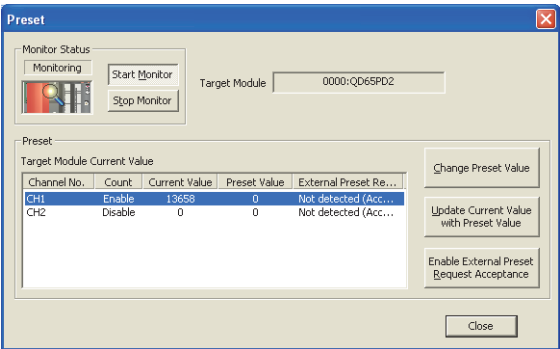 Preset
Monitor Status
Monitoring
Start Monitor
Stop Monitor
Target Module 0000:QD65PD2
Preset
Target Module Current Value
Channel No. Count Current Value Preset Value External Preset Re...
CH1 Enable 13658 0 Not detected (Acc...
CH2 Disable 0 0 Not detected (Acc...
Change Preset Value
Update Current Value
with Preset Value
Enable External Preset
Request Acceptance
Close